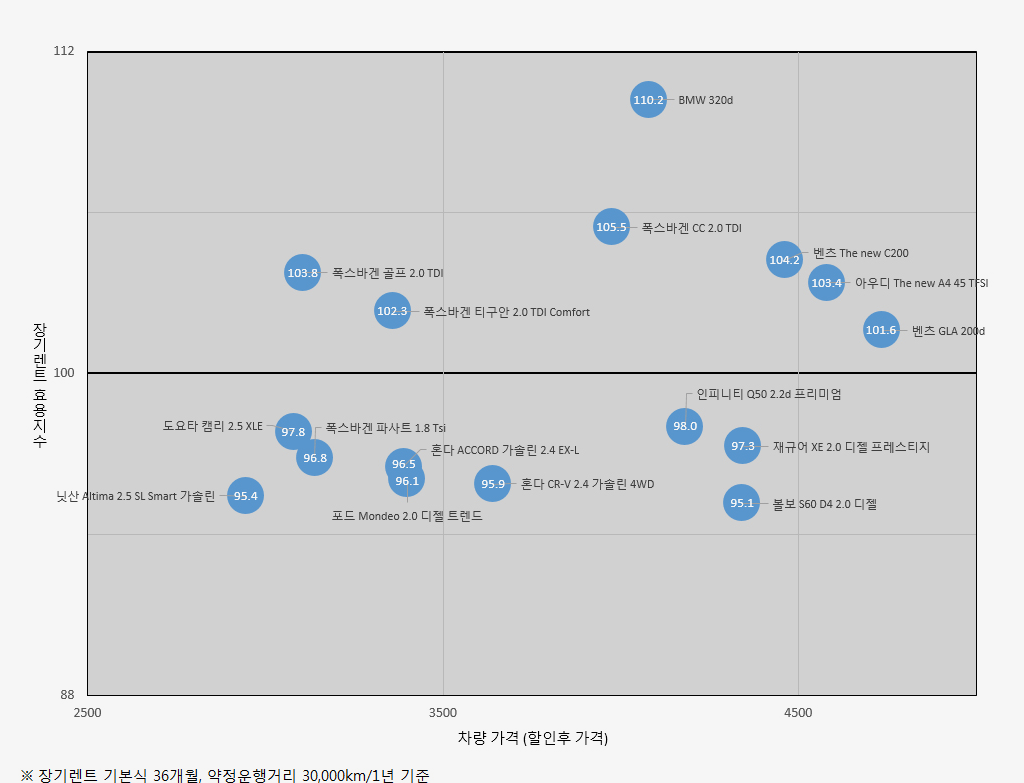 112
110.2 BMW 320d
105.5 폭스바겐 CC 2.0 TDI
104.2 벤츠 The new C200
103.8 폭스바겐 골프 2.0 TDI
103.4 아우디 The new A4 45 TFSI
102.3 폭스바겐 티구안 2.0 TDI Comfort
101.6 벤츠 GLA 200d
장기렌트 효용지수
100
인피니티 Q50 2.2d 프리미엄
98.0
도요타 캠리 2.5 XLE 97.8
폭스바겐 파사트 1.8 Tsi
96.8
97.3 재규어 XE 2.0 디젤 프레스티지
혼다 ACCORD 가솔린 2.4 EX-L
96.5
96.1
95.9 혼다 CR-V 2.4 가솔린 4WD
닛산 Altima 2.5 SL Smart 가솔린 95.4
95.1 볼보 S60 D4 2.0 디젤
포드 Mondeo 2.0 디젤 트렌드
88
2500 3500 4500
차량 가격 (할인후 가격)
※ 장기렌트 기본식 36개월, 약정운행거리 30,000km/1년 기준